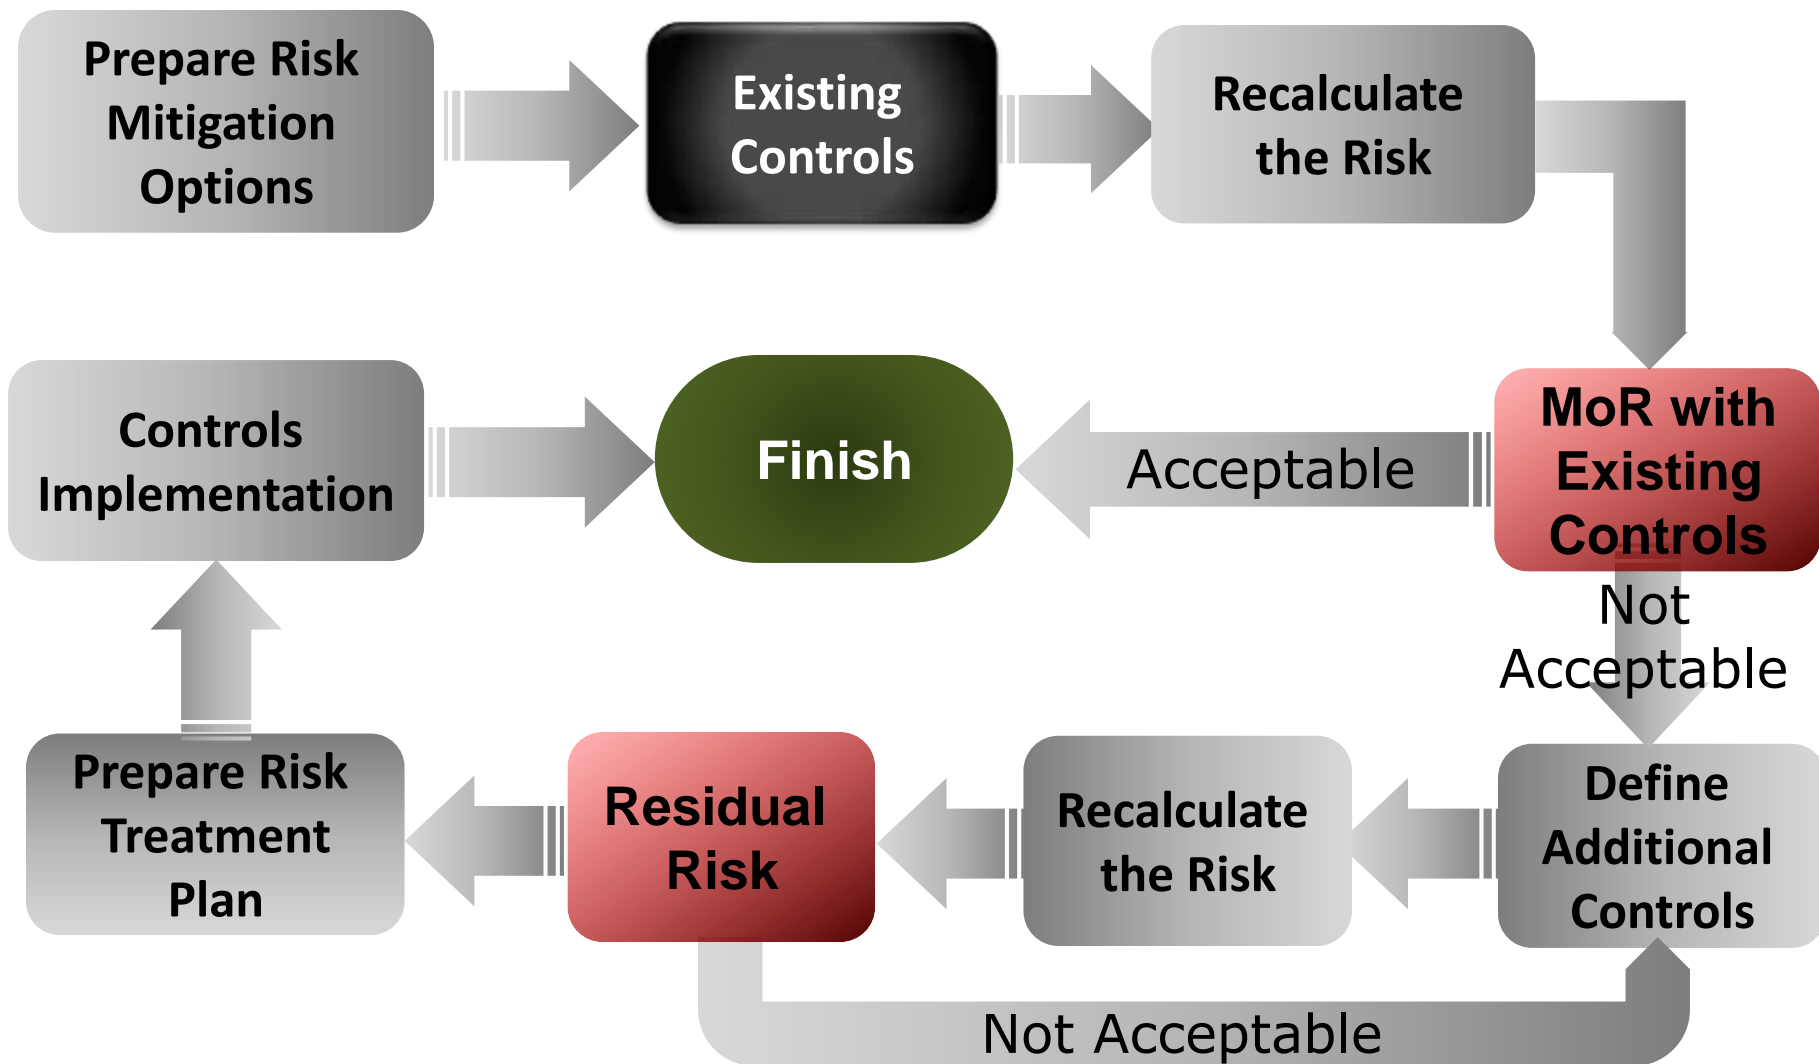 Prepare Risk
Mitigation
Options
Existing
Controls
Recalculate
the Risk
Controls
Implementation
Finish
Acceptable
MoR with
Existing
Controls
Not
Acceptable
Prepare Risk
Treatment
Plan
Residual
Risk
Recalculate
the Risk
Define
Additional
Controls
Not Acceptable